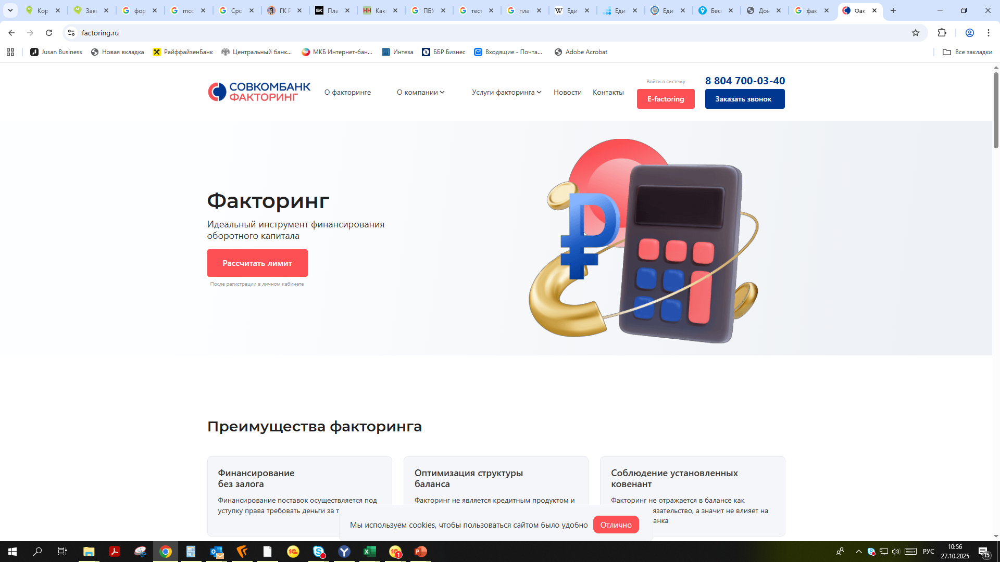 Кор
Заяв
фор
mcc
Сро
ГК Р
Пла
Как
ПБУ
тест
пла
Еди
Еди
Еди
Бес
Дом
фак
Фак
factoring.ru
Jusan Business
Новая вкладка
РайффайзенБанк
Центральный банк...
МКБ Интернет-бан...
Интеза
ББР Бизнес
Входящие - Почта...
Adobe Acrobat
Все закладки
СОВКОМБАНК
ФАКТОРИНГ
О факторинге
О компании
Услуги факторинга
Новости
Контакты
Войти в систему
E-factoring
8 804 700-03-40
Заказать звонок
Факторинг
Идеальный инструмент финансирования
оборотного капитала
Рассчитать лимит
После регистрации в личном кабинете
Преимущества факторинга
Финансирование
без залога
Финансирование поставок осуществляется под
уступку права требовать деньги за т
Оптимизация структуры
баланса
Факторинг не является кредитным продуктом и
Соблюдение установленных
ковенант
Факторинг не отражается в балансе как
язательство, а значит не влияет на
анка
Мы используем cookies, чтобы пользоваться сайтом было удобно
Отлично
РУС
10:56
27.10.2025
15